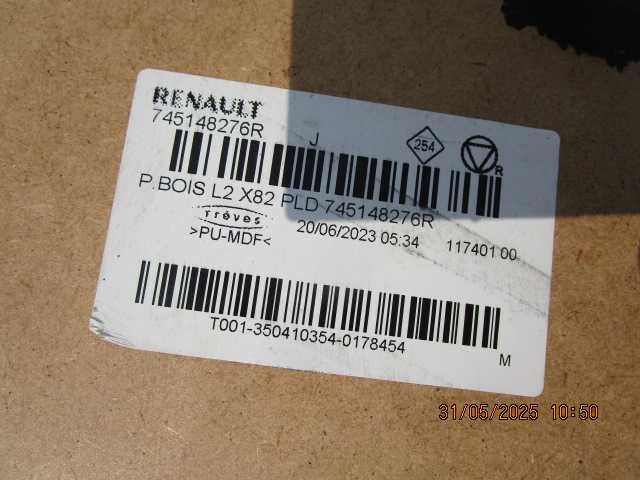 RENAULT
745148276R
J
254
R
P.BOIS L2 X82 PLD 745148276R
Trèves
>PU-MDF<
20/06/2023 05:34
117401 00
T001-350410354-0178454
M
31/05/2025 10:50